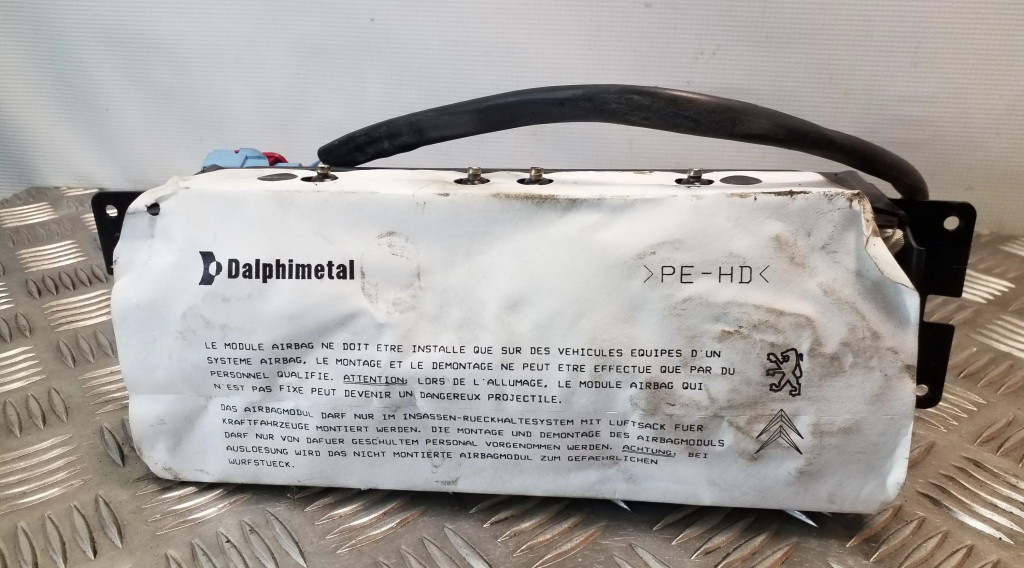 Dalphimetal
>PE-HD<
LE MODULE AIRBAG NE DOIT ETRE INSTALLE QUE SUR DES VEHICULES EQUIPES D'UN
SYSTEME AIRBAG. LE MONTAGE ET LE DEMONTAGE NE PEUT ETRE EFFECTUE QUE PAR DU
PERSONNEL QUALIFIE. ATTENTION: LORS DE L'ALLUMAGE, LE MODULE AIRBAG QUI
N'EST PAS FIXE PEUT DEVENIR UN DANGEREUX PROJECTILE.
DAS AIRBAGMODUL DARF NUR IM INSASSEN-RUECKHALTESYSTEM MIT LUFTSACK FUER
KRAFTFAHRZEUGE MONTIERT WERDEN. DIE MONTAGE UND DEMONTAGE DES AIRBAGMODULS
DARF NUR VON DAFUER GESCHULTEM PERSONAL VORGENOMMEN WERDEN. ACHTUNG: BEI
AUSLOESUNG WIRD DAS NICHT MONTIERTE AIRBAGMODUL ZUM GEFAEHRLICHEN
WURFSTUECK.